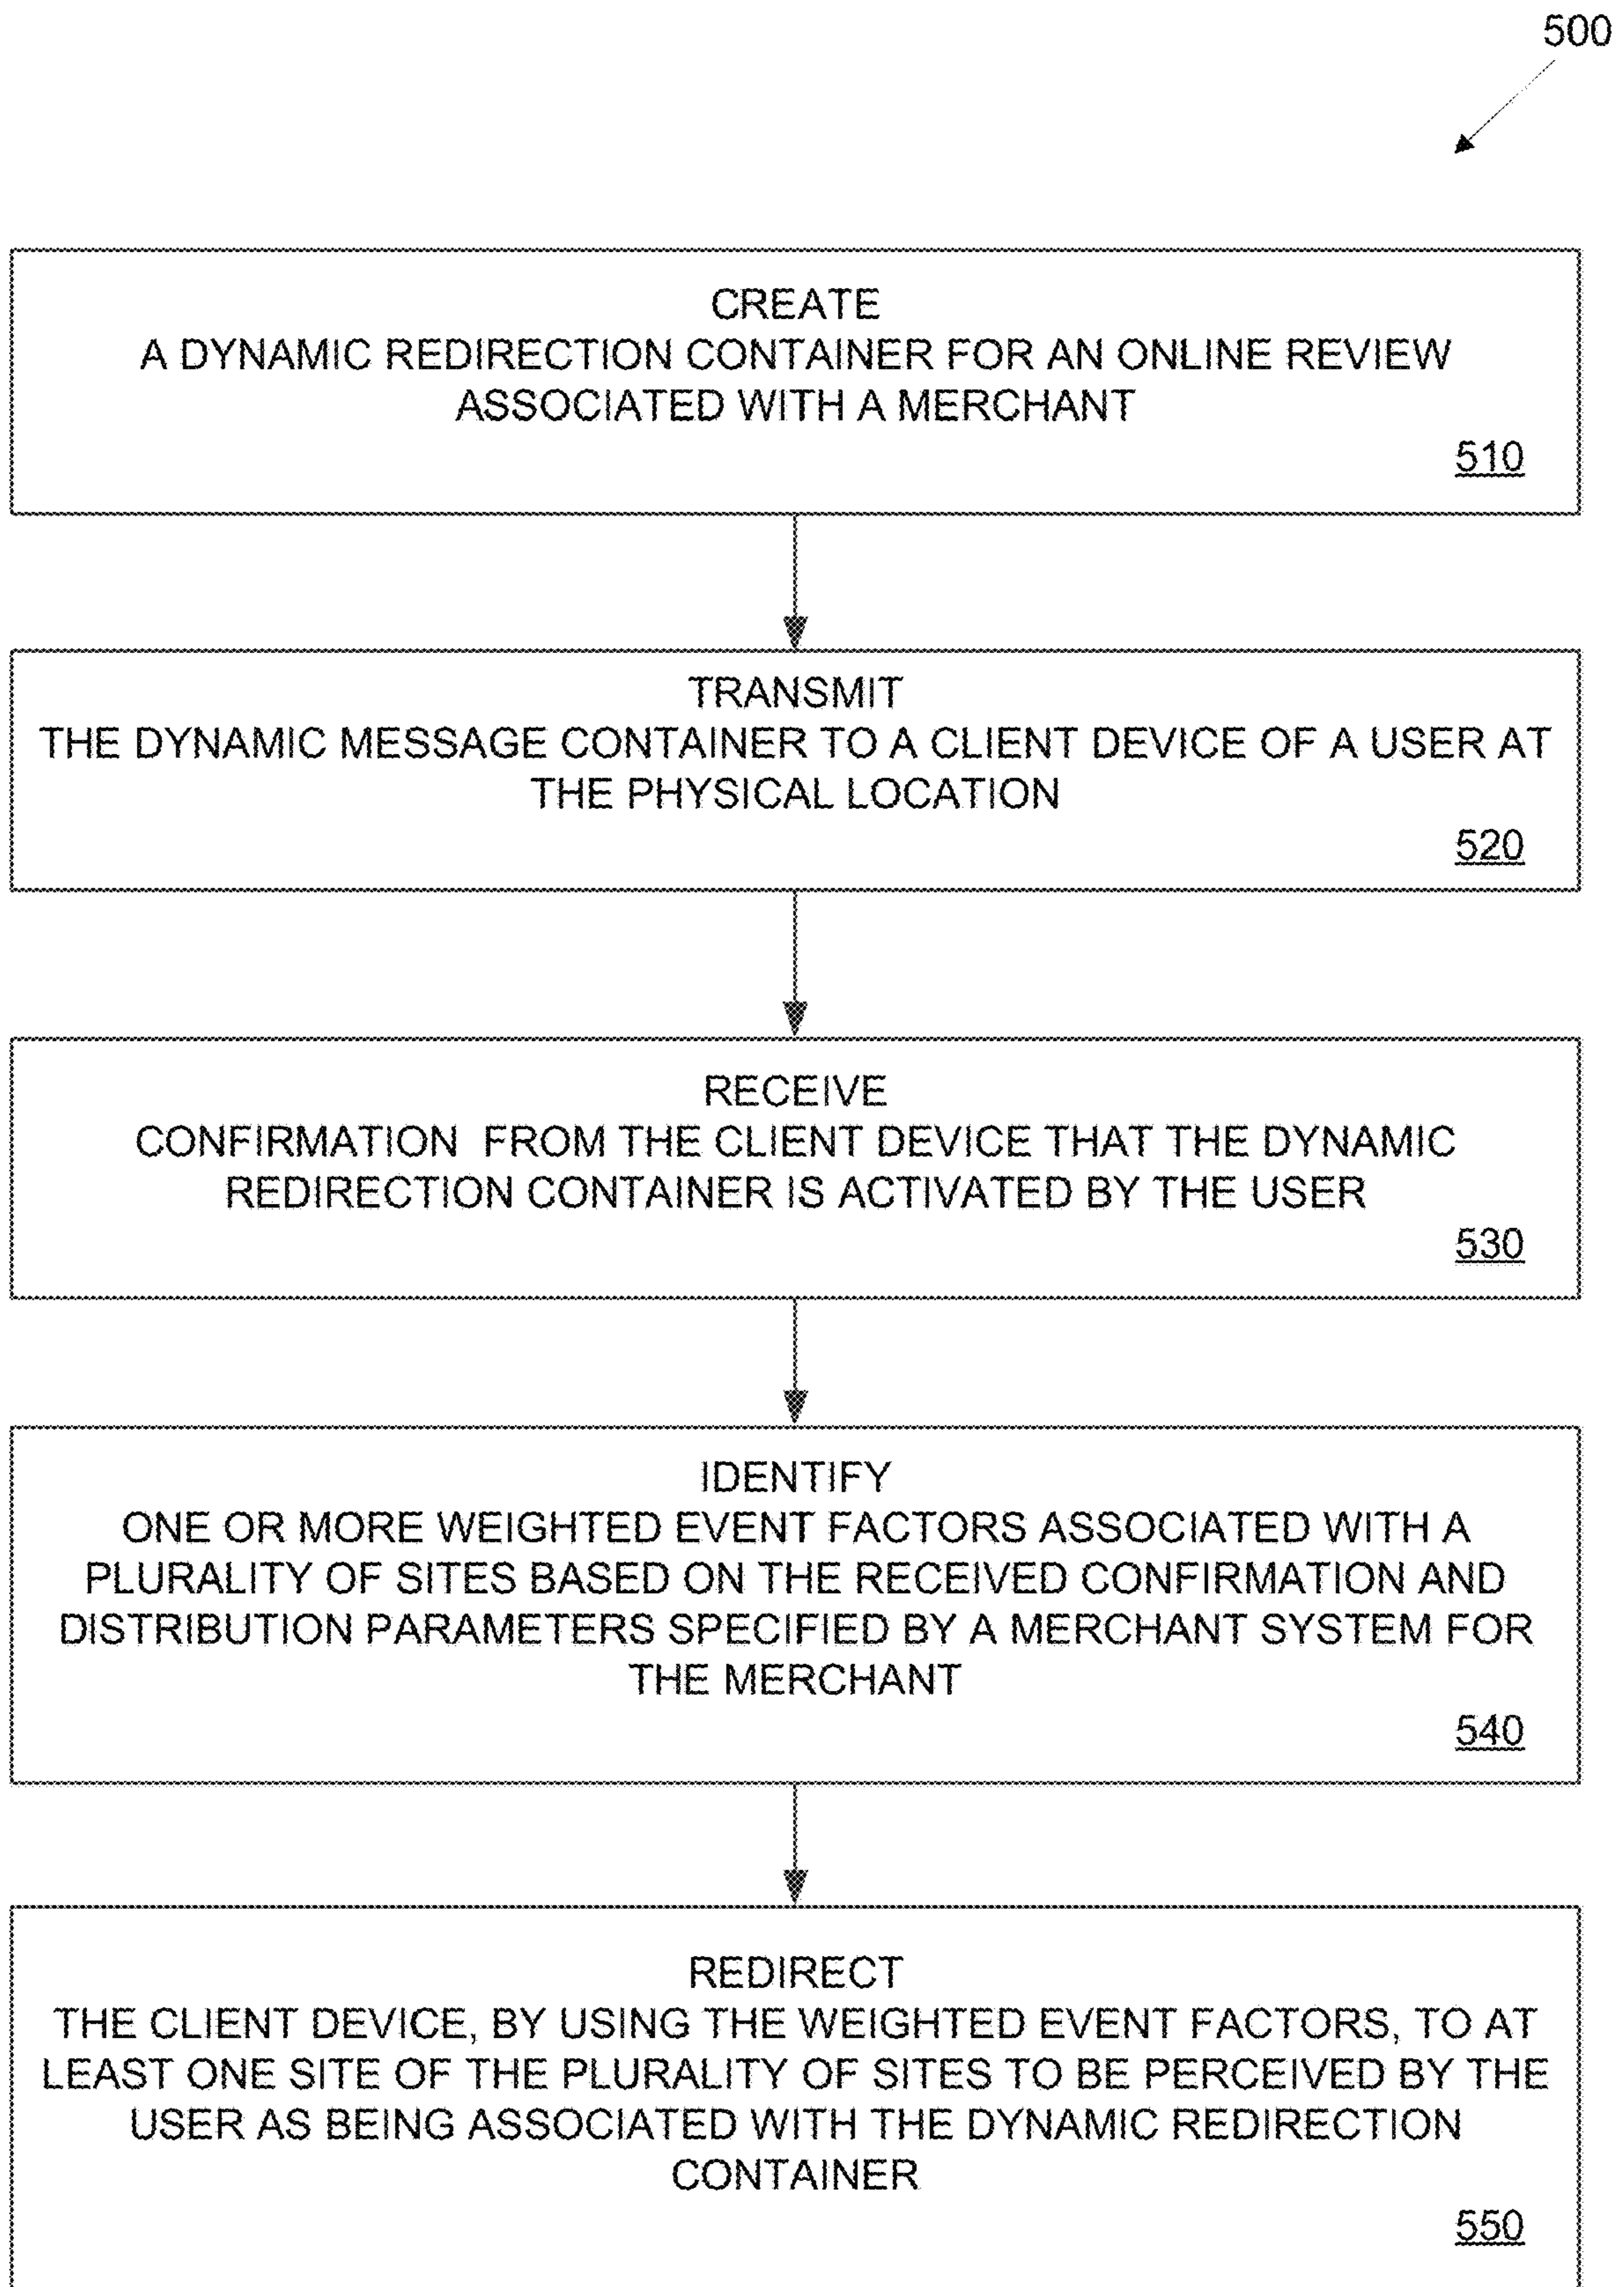 500
CREATE
A DYNAMIC REDIRECTION CONTAINER FOR AN ONLINE REVIEW
ASSOCIATED WITH A MERCHANT
510
TRANSMIT
THE DYNAMIC MESSAGE CONTAINER TO A CLIENT DEVICE OF A USER AT
THE PHYSICAL LOCATION
520
RECEIVE
CONFIRMATION  FROM THE CLIENT DEVICE THAT THE DYNAMIC
REDIRECTION CONTAINER IS ACTIVATED BY THE USER
530
IDENTIFY
ONE OR MORE WEIGHTED EVENT FACTORS ASSOCIATED WITH A
PLURALITY OF SITES BASED ON THE RECEIVED CONFIRMATION AND
DISTRIBUTION PARAMETERS SPECIFIED BY A MERCHANT SYSTEM FOR
THE MERCHANT
540
REDIRECT
THE CLIENT DEVICE, BY USING THE WEIGHTED EVENT FACTORS, TO AT
LEAST ONE SITE OF THE PLURALITY OF SITES TO BE PERCEIVED BY THE
USER AS BEING ASSOCIATED WITH THE DYNAMIC REDIRECTION
CONTAINER
550